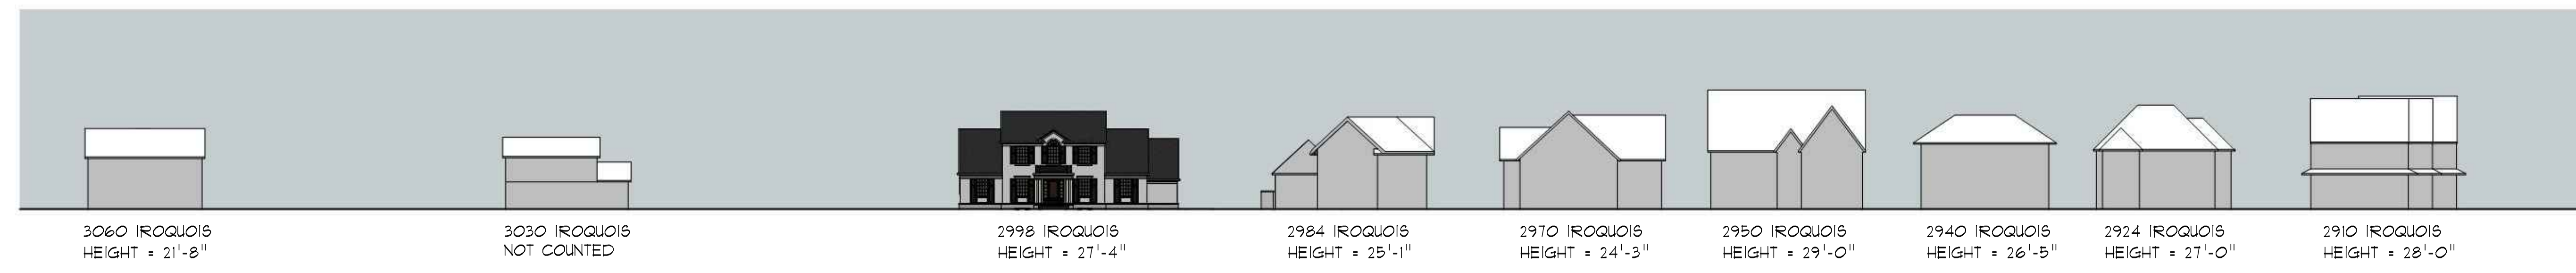 3060 IROQUOIS
HEIGHT = 21'-8"
3030 IROQUOIS
NOT COUNTED
2998 IROQUOIS
HEIGHT = 27'-4"
2984 IROQUOIS
HEIGHT = 25'-1"
2970 IROQUOIS
HEIGHT = 24'-3"
2950 IROQUOIS
HEIGHT = 29'-0"
2940 IROQUOIS
HEIGHT = 26'-5"
2924 IROQUOIS
HEIGHT = 27'-0"
2910 IROQUOIS
HEIGHT = 28'-0"